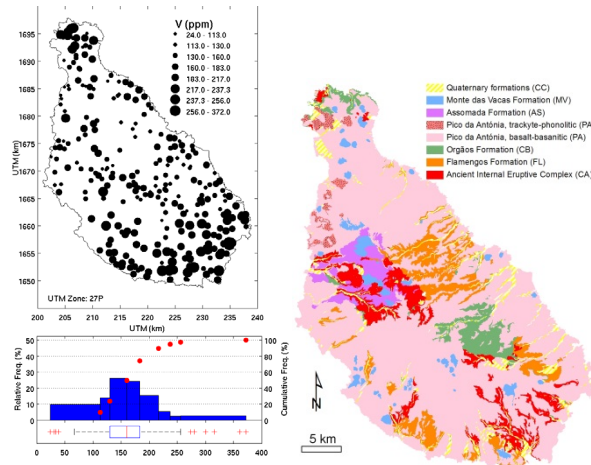 V (ppm)
24.0 - 113.0
113.0 - 130.0
130.0 - 160.0
160.0 - 183.0
183.0 - 217.0
217.0 - 237.3
237.3 - 256.0
256.0 - 372.0
1695
1690
1685
1680
1675
1670
1665
1660
1655
1650
UTM (km)
UTM Zone: 27P
200 205 210 215 220 225 230 235 240
UTM (km)
Quaternary formations (CC)
Monte das Vacas Formation (MV)
Assomada Formation (AS)
Pico da Antónia, trackyte-phonolitic (PA
Pico da Antónia, basalt-basanitic (PA)
Orgãos Formation (CB)
Flamengos Formation (FL)
Ancient Internal Eruptive Complex (CA)
50
40
30
20
10
0
Relative Freq. (%)
100
80
60
40
20
0
Cumulative Freq. (%)
0 50 100 150 200 250 300 350 400
N
5 km